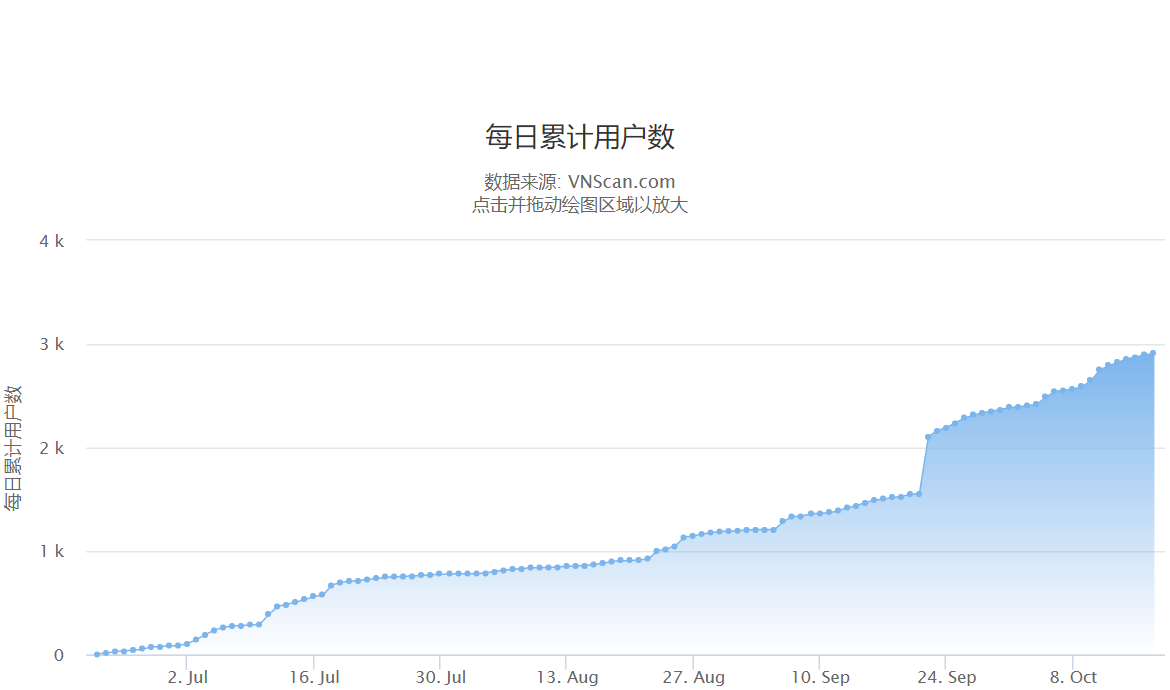 每日累计用户数
数据来源: VNScan.com
点击并拖动绘图区域以放大
4 k
3 k
2 k
1 k
0
每日累计用户数
2. Jul
16. Jul
30. Jul
13. Aug
27. Aug
10. Sep
24. Sep
8. Oct